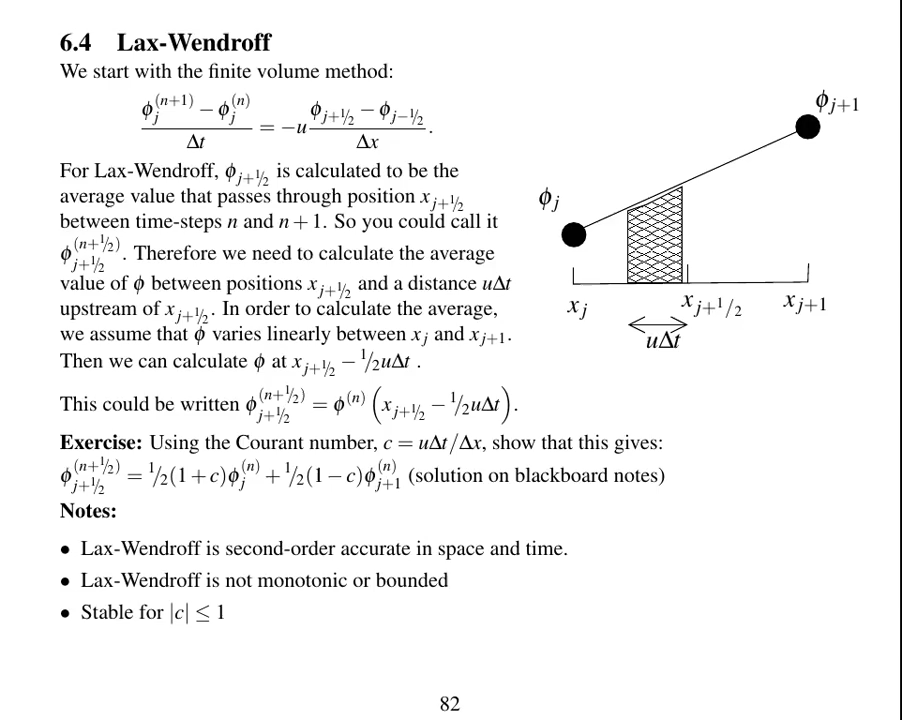 6.4 Lax-Wendroff
We start with the finite volume method:
\frac{ϕ_j^{(n+1)} − ϕ_j^{(n)}}{Δt} = −u \frac{ϕ_{j+1/2} − ϕ_{j−1/2}}{Δx}.
For Lax-Wendroff, ϕ_{j+1/2} is calculated to be the
average value that passes through position x_{j+1/2}
between time-steps n and n+1. So you could call it
ϕ_{j+1/2}^{(n+1/2)}. Therefore we need to calculate the average
value of ϕ between positions x_{j+1/2} and a distance uΔt
upstream of x_{j+1/2}. In order to calculate the average,
we assume that ϕ varies linearly between x_j and x_{j+1}.
Then we can calculate ϕ at x_{j+1/2} − 1/2uΔt .
ϕ_{j+1}
ϕ_j
x_j x_{j+1/2} x_{j+1}
uΔt
This could be written ϕ_{j+1/2}^{(n+1/2)} = ϕ^{(n)} (x_{j+1/2} − 1/2uΔt).
Exercise: Using the Courant number, c = uΔt/Δx, show that this gives:
ϕ_{j+1/2}^{(n+1/2)} = 1/2(1+c)ϕ_j^{(n)} + 1/2(1−c)ϕ_{j+1}^{(n)} (solution on blackboard notes)
Notes:
• Lax-Wendroff is second-order accurate in space and time.
• Lax-Wendroff is not monotonic or bounded
• Stable for |c| ≤ 1
82